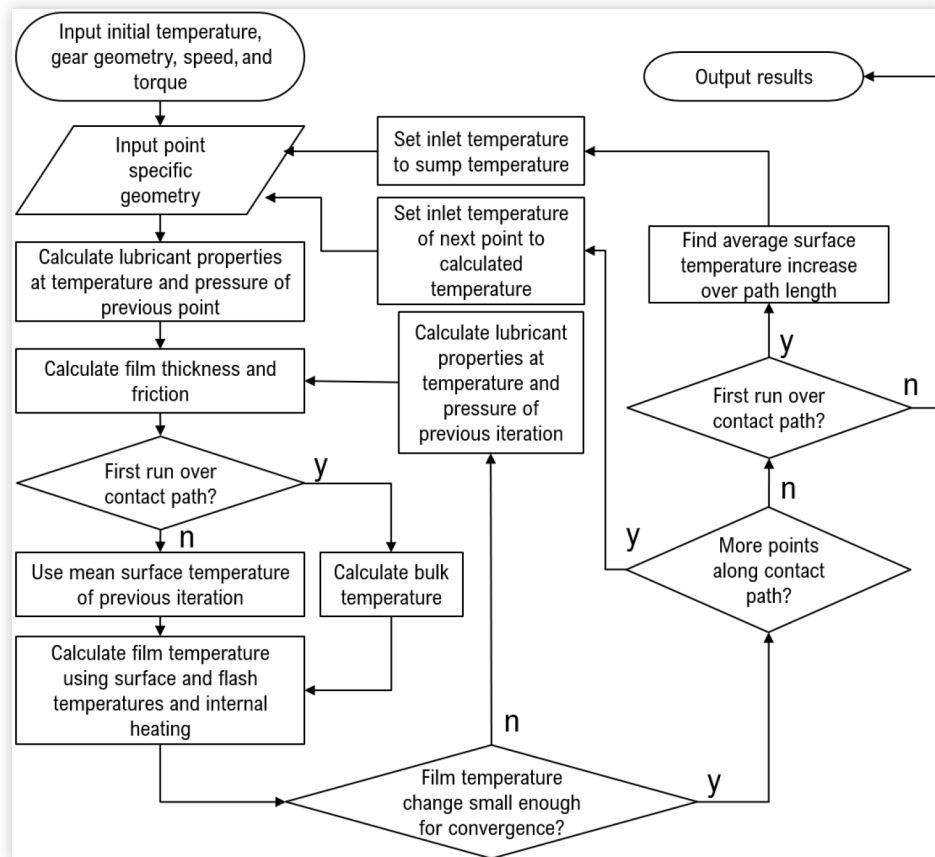 Input initial temperature,
gear geometry, speed, and
torque
Output results
Input point
specific
geometry
Set inlet temperature
to sump temperature
Set inlet temperature
of next point to
calculated
temperature
Find average surface
temperature increase
over path length
Calculate lubricant properties
at temperature and pressure of
previous point
Calculate lubricant
properties at
temperature and
pressure of
previous iteration
y
Calculate film thickness and
friction
First run over
contact path?
n
First run over
contact path?
y
n
n
y
More points
along contact
path?
Use mean surface temperature
of previous iteration
Calculate bulk
temperature
Calculate film temperature
using surface and flash
temperatures and internal
heating
n
Film temperature
change small enough
for convergence?
y